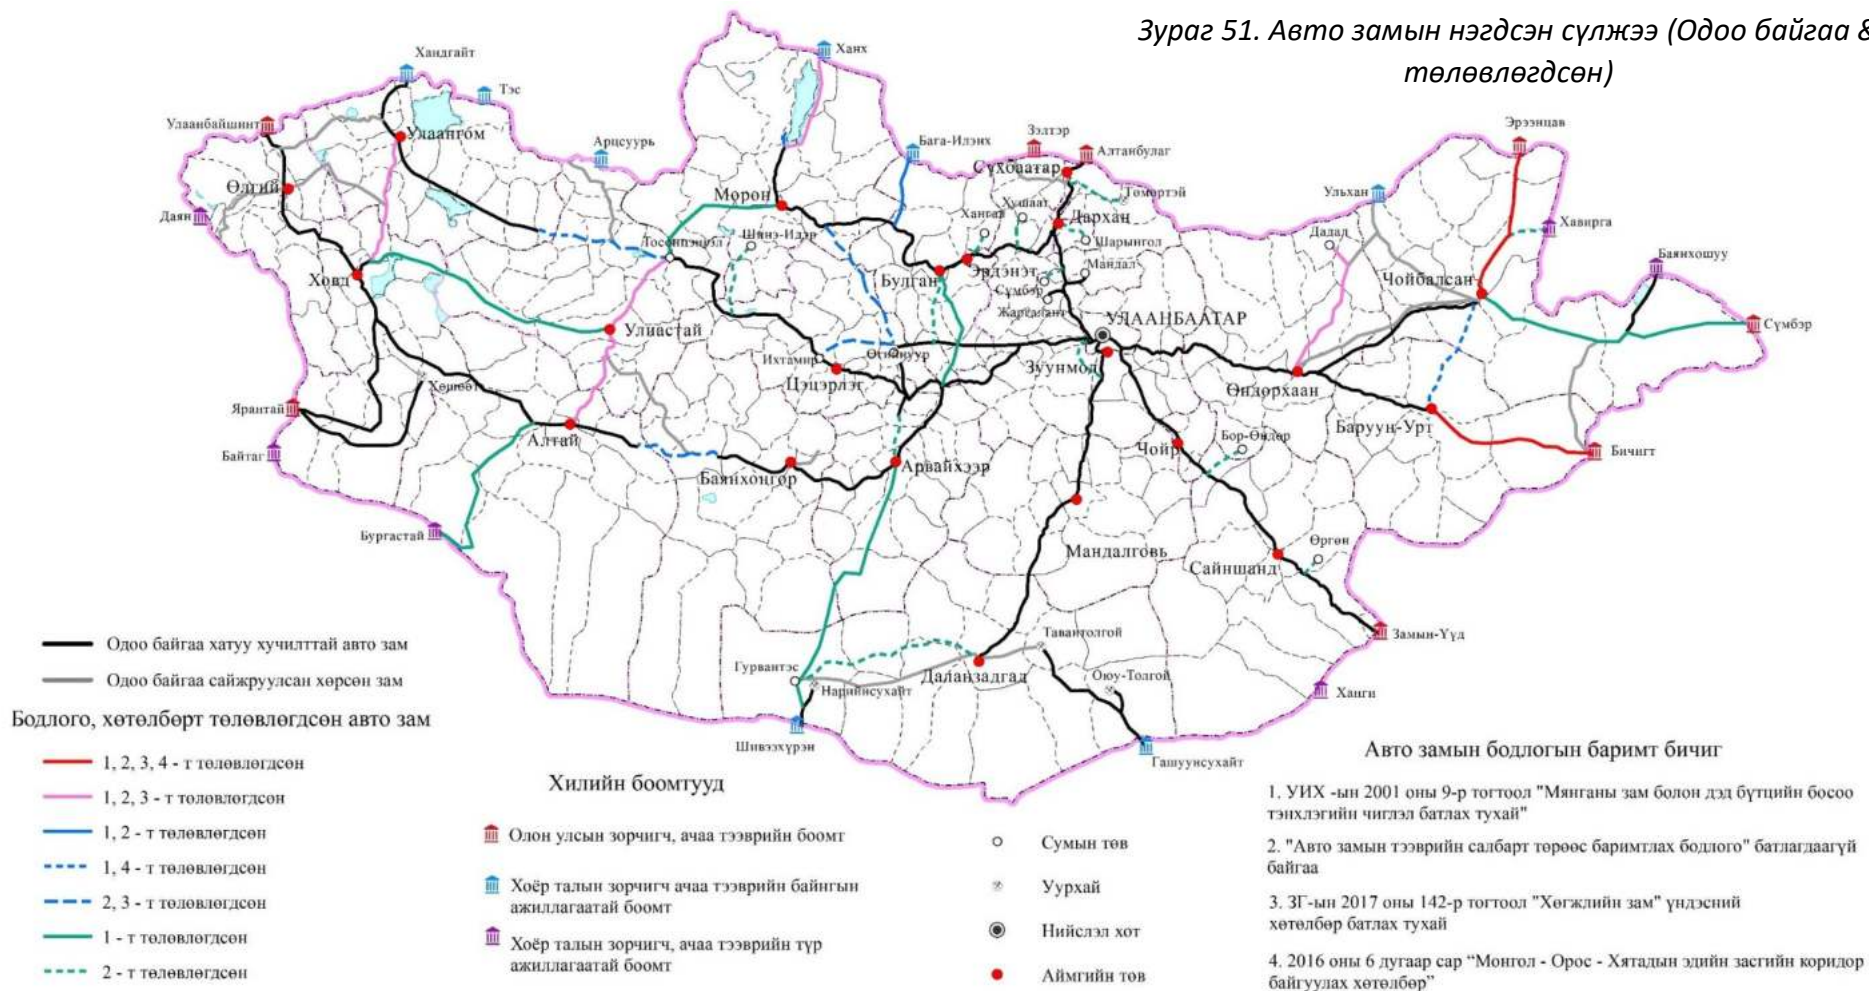 Зураг 51. Авто замын нэгдсэн сүлжээ (Одоо байгаа &
төлөвлөгдсөн)
Ханх
Хандгайт
Тэс
Улаанбайшинт
Улаангом
Арцсуурь
Бага-Илэнх
Зэлтэр
Алтанбулаг
Эрээнцав
Сүхбаатар
Өлгий
Даян
Морон
Төмөртэй
Ульхан
Хавирга
Хушаат
Хангал
Дархан
Дадал
Шарынгол
Баянхошуу
Шинэ-Идэр
Ховд
Булган
Эрдэнэт
Мандал
Сүмбэр
Жаргалант
Чойбалсан
Улиастай
УЛААНБААТАР
Сүмбэр
Ихтамир
Өгийнуур
Цэцэрлэг
Зуунмод
Өндорхаан
Хөшөөт
Ярантай
Алтай
Байтаг
Баруун-Урт
Бор-Өндөр
Чойр
Бичигт
Баянхонгор
Арвайхээр
Бургастай
Мандалговь
Өргөн
Сайншанд
Замын-Үүд
Тавантолгой
Гурвантэс
Нарийнсухайт
Даланзадгад
Оюу-Толгой
Ханги
Шивээхүрэн
Гашуунсухайт
Одоо байгаа хатуу хучилттай авто зам
Одоо байгаа сайжруулсан хөрсөн зам
Бодлого, хөтөлбөрт төлөвлөгдсөн авто зам
1, 2, 3, 4 - т төлөвлөгдсөн
1, 2, 3 - т төлөвлөгдсөн
1, 2 - т төлөвлөгдсөн
1, 4 - т төлөвлөгдсөн
2, 3 - т төлөвлөгдсөн
1 - т төлөвлөгдсөн
2 - т төлөвлөгдсөн
Хилийн боомтууд
Олон улсын зорчигч, ачаа тээврийн боомт
Хоёр талын зорчигч ачаа тээврийн байнгын
ажиллагаатай боомт
Хоёр талын зорчигч, ачаа тээврийн түр
ажиллагаатай боомт
Сумын төв
Уурхай
Нийслэл хот
Аймгийн төв
Авто замын бодлогын баримт бичиг
1. УИХ -ын 2001 оны 9-р тогтоол "Мянганы зам болон дэд бүтцийн босоо
тэнхлэгийн чиглэл батлах тухай"
2. "Авто замын тээврийн салбарт төрөөс баримтлах бодлого" батлагдаагүй
байгаа
3. ЗГ-ын 2017 оны 142-р тогтоол "Хөгжлийн зам" үндэсний
хөтөлбөр батлах тухай
4. 2016 оны 6 дугаар сар “Монгол - Орос - Хятадын эдийн засгийн коридор
байгуулах хөтөлбөр”